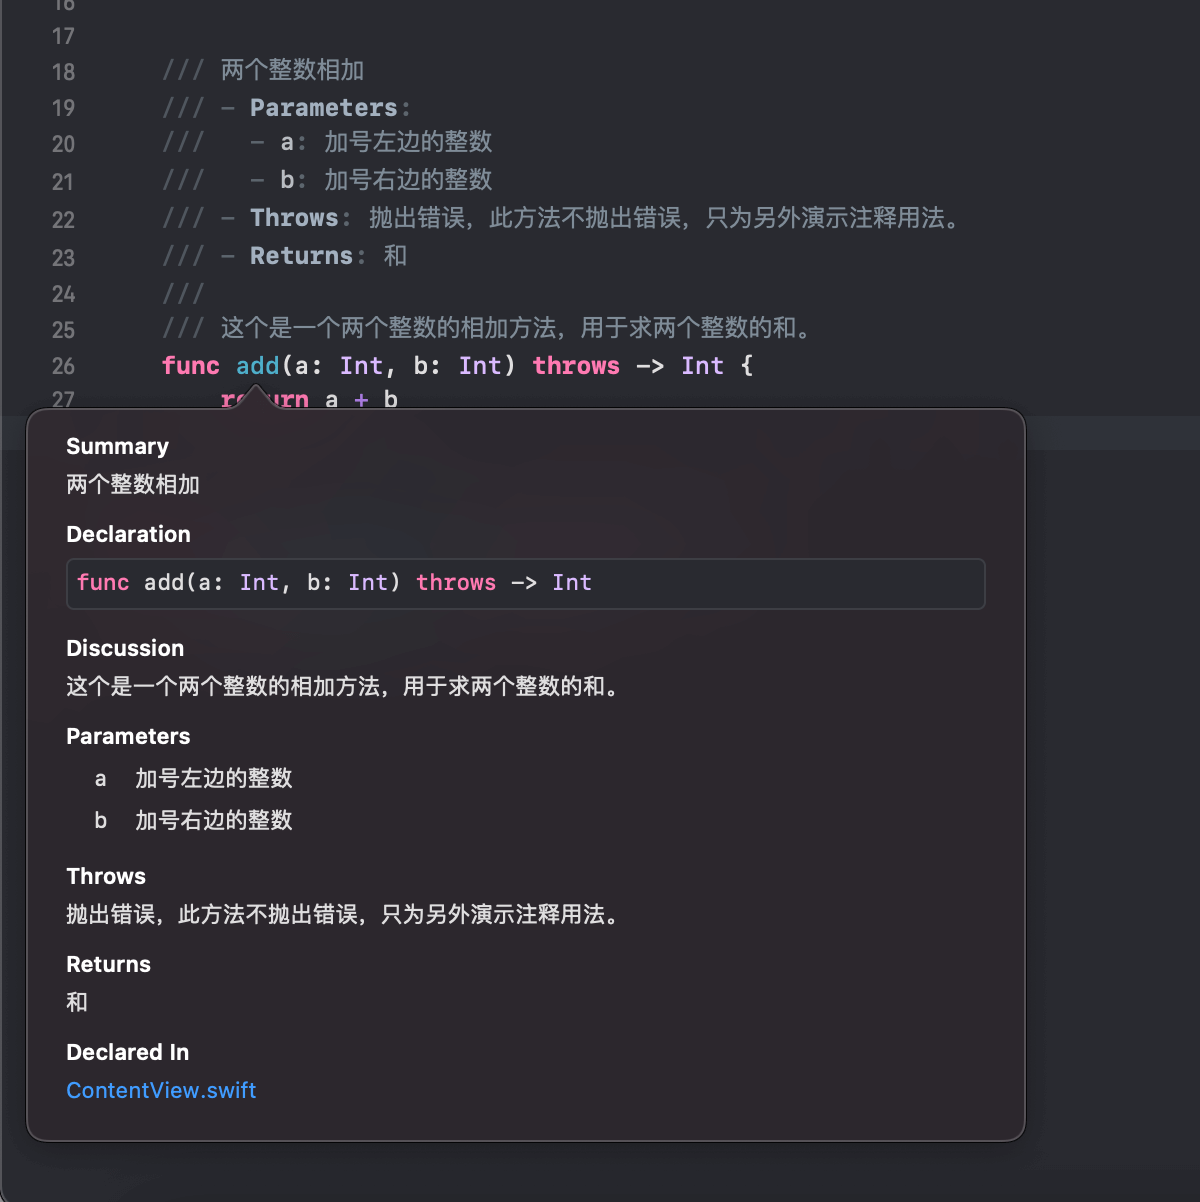 16
17
18 /// 两个整数相加
19 /// - Parameters:
20 ///   - a: 加号左边的整数
21 ///   - b: 加号右边的整数
22 /// - Throws: 抛出错误，此方法不抛出错误，只为另外演示注释用法。
23 /// - Returns: 和
24 ///
25 /// 这个是一个两个整数的相加方法，用于求两个整数的和。
26 func add(a: Int, b: Int) throws -> Int {
27 return a + b
Summary
两个整数相加
Declaration
func add(a: Int, b: Int) throws -> Int
Discussion
这个是一个两个整数的相加方法，用于求两个整数的和。
Parameters
a 加号左边的整数
b 加号右边的整数
Throws
抛出错误，此方法不抛出错误，只为另外演示注释用法。
Returns
和
Declared In
ContentView.swift